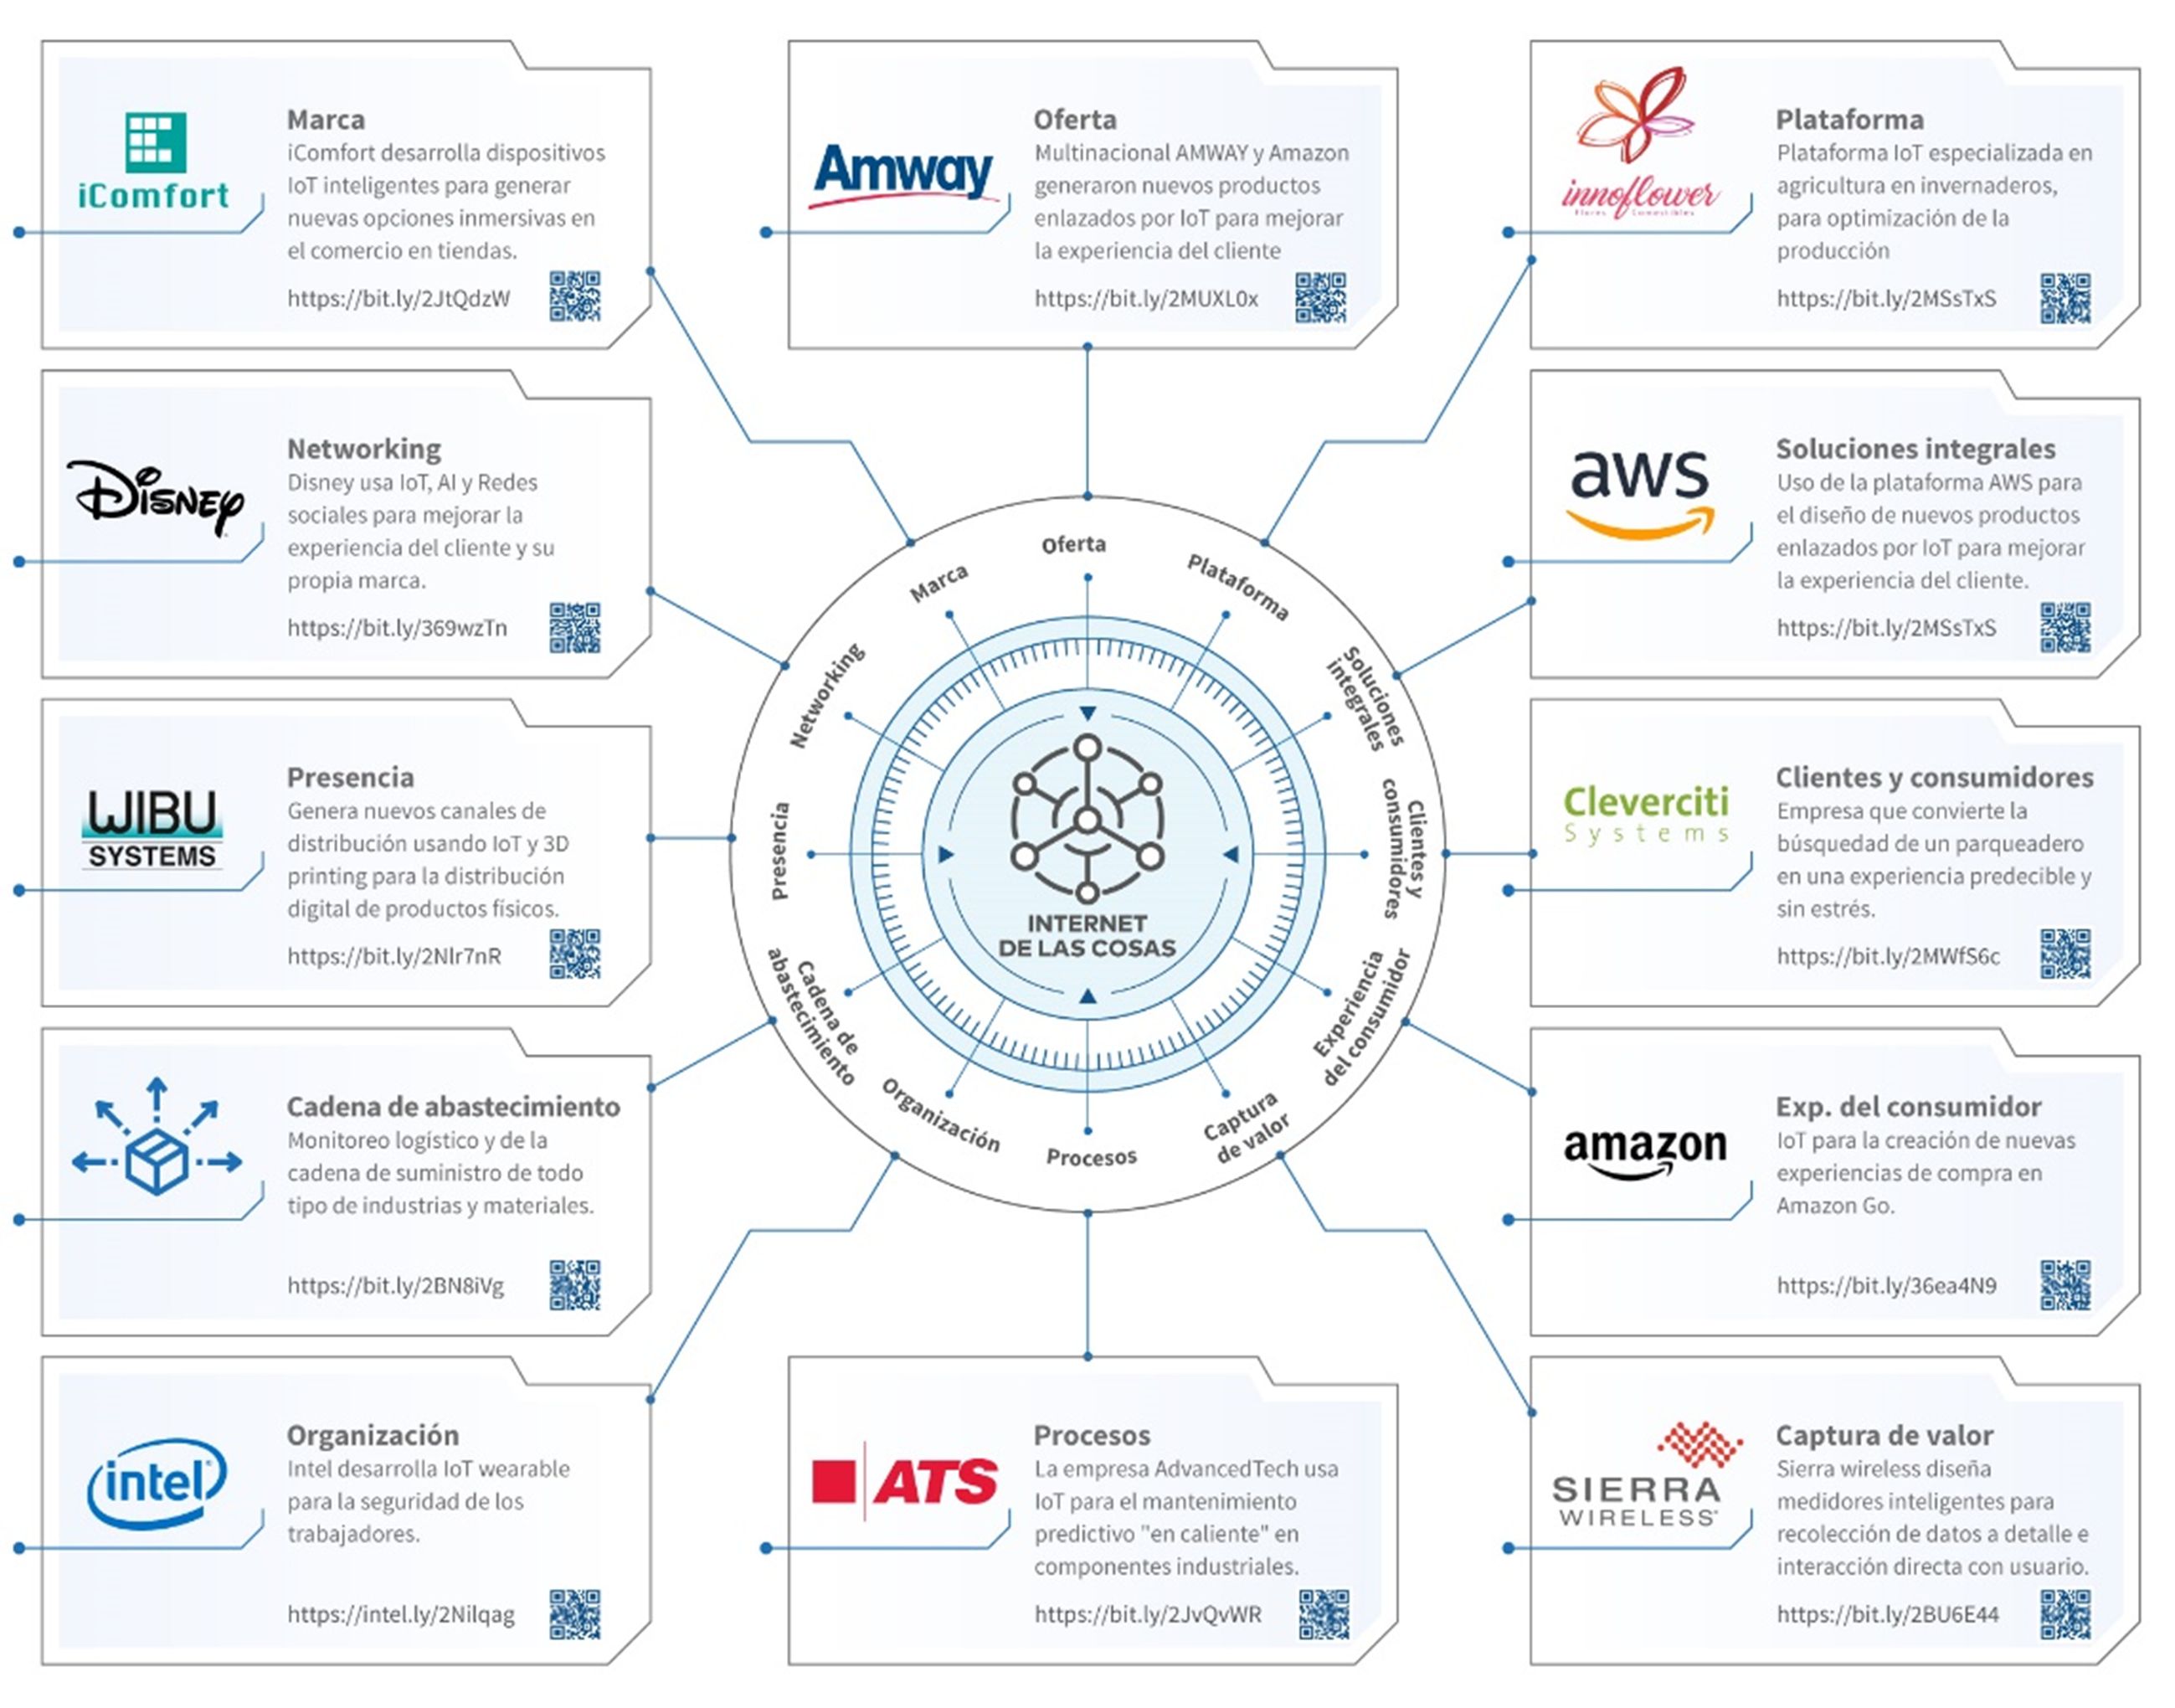 iComfort
Marca
iComfort desarrolla dispositivos
IoT inteligentes para generar
nuevas opciones inmersivas en
el comercio en tiendas.
https://bit.ly/2JtQdzW
Amway
Oferta
Multinacional AMWAY y Amazon
generaron nuevos productos
enlazados por IoT para mejorar
la experiencia del cliente
https://bit.ly/2MUXL0x
innoflower
Plataforma
Plataforma IoT especializada en
agricultura en invernaderos,
para optimización de la
producción
https://bit.ly/2MSsTxS
Disney
Networking
Disney usa IoT, AI y Redes
sociales para mejorar la
experiencia del cliente y su
propia marca.
https://bit.ly/369wzTn
aws
Soluciones integrales
Uso de la plataforma AWS para
el diseño de nuevos productos
enlazados por IoT para mejorar
la experiencia del cliente.
https://bit.ly/2MSsTxS
WIBU
SYSTEMS
Presencia
Genera nuevos canales de
distribución usando IoT y 3D
printing para la distribución
digital de productos físicos.
https://bit.ly/2Nlr7nR
Cleverciti
Systems
Clientes y consumidores
Empresa que convierte la
búsquedad de un parqueadero
en una experiencia predecible y
sin estrés.
https://bit.ly/2MWfS6c
Oferta
Plataforma
Soluciones
integrales
Clientes y
consumidores
Experiencia
del consumidor
Captura
de valor
Procesos
Organización
Cadena de
abastecimiento
Presencia
Networking
Marca
INTERNET
DE LAS COSAS
Cadena de abastecimiento
Monitoreo logístico y de la
cadena de suministro de todo
tipo de industrias y materiales.
https://bit.ly/2BN8iVg
amazon
Exp. del consumidor
IoT para la creación de nuevas
experiencias de compra en
Amazon Go.
https://bit.ly/36ea4N9
intel
Organización
Intel desarrolla IoT wearable
para la seguridad de los
trabajadores.
https://intel.ly/2Nilqag
ATS
Procesos
La empresa AdvancedTech usa
IoT para el mantenimiento
predictivo "en caliente" en
componentes industriales.
https://bit.ly/2JvQvWR
SIERRA
WIRELESS
Captura de valor
Sierra wireless diseña
medidores inteligentes para
recolección de datos a detalle e
interacción directa con usuario.
https://bit.ly/2BU6E44